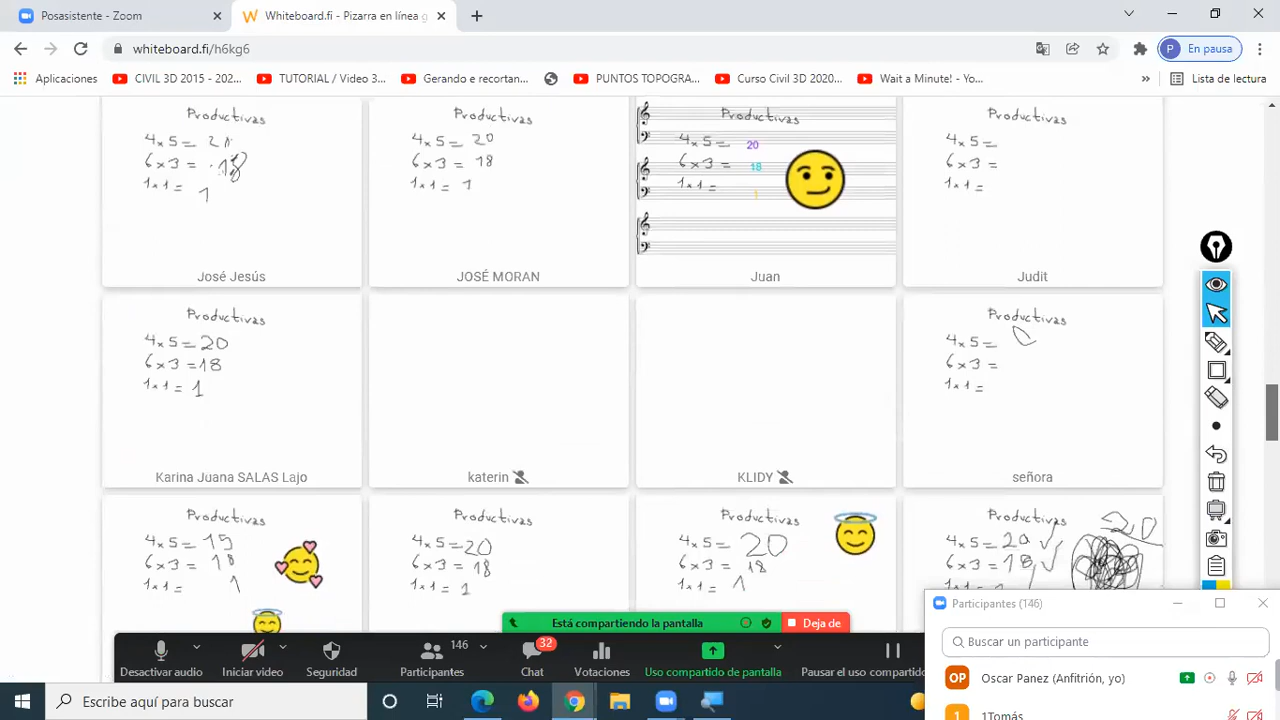 Posasistente - Zoom
Whiteboard.fi - Pizarra en línea g
whiteboard.fi/h6kg6
En pausa
Aplicaciones
CIVIL 3D 2015 - 202...
TUTORIAL / Video 3...
Gerando e recortan...
PUNTOS TOPOGRA...
Curso Civil 3D 2020...
Wait a Minute! - Yo...
»
Lista de lectura
Productivas
4x5=
6x3= 18
1x1= 1
José Jesús
Productivas
4x5= 20
6x3= 18
1x1= 1
JOSÉ MORAN
Productivas
4x5= 20
6x3= 18
1x1= 1
Juan
Productivas
4x5=
6x3=
1x1=
Judit
Productivas
4x5=20
6x3=18
1x1= 1
Karina Juana SALAS Lajo
katerin
KLIDY
Productivas
4x5=
6x3=
1x1=
señora
Productivas
4x5= 15
6x3= 18
1x1= 1
Productivas
4x5=20
6x3= 18
1x1= 1
Productivas
4x5= 20
6x3= 18
1x1= 1
Productivas
4x5= 20
6x3= 18
Está compartiendo la pantalla
Deja de
Desactivar audio
Iniciar video
Seguridad
146
Participantes
32
Chat
Votaciones
Uso compartido de pantalla
Pausar el uso compartido
Participantes (146)
Buscar un participante
OP
Oscar Panez (Anfitrión, yo)
1
1Tomás
Escribe aquí para buscar